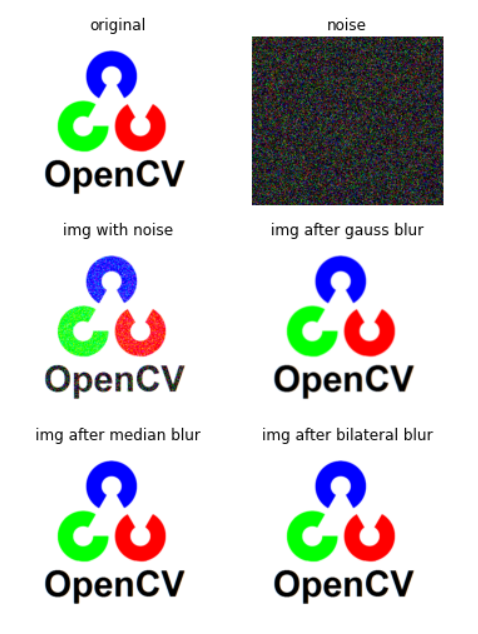 original
noise
OpenCV
img with noise
img after gauss blur
OpenCV
OpenCV
img after median blur
img after bilateral blur
OpenCV
OpenCV